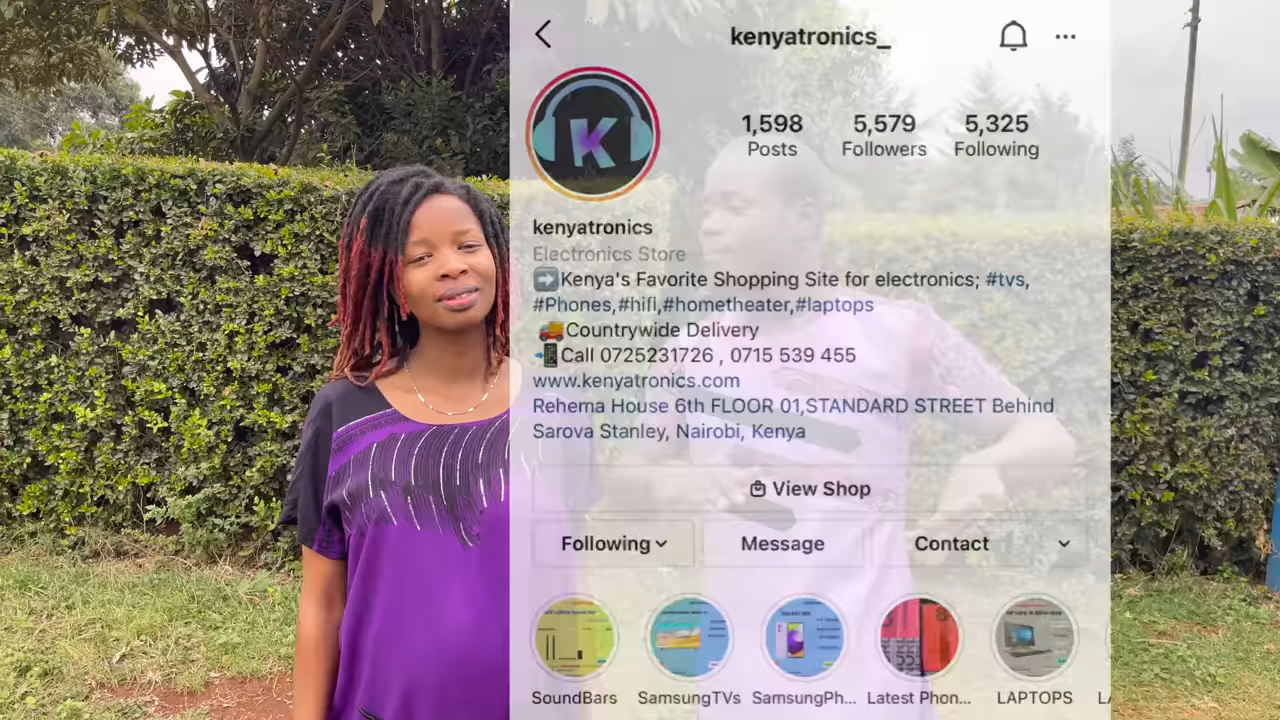 kenyatronics_
K
1,598 5,579 5,325
Posts Followers Following
kenyatronics
Electronics Store
➡️Kenya's Favorite Shopping Site for electronics; #tvs,
#Phones,#hifi,#hometheater,#laptops
🚚Countrywide Delivery
📲Call 0725231726 , 0715 539 455
www.kenyatronics.com
Rehema House 6th FLOOR 01,STANDARD STREET Behind
Sarova Stanley, Nairobi, Kenya
View Shop
Following Message Contact
SoundBars SamsungTVs SamsungPh... Latest Phon... LAPTOPS